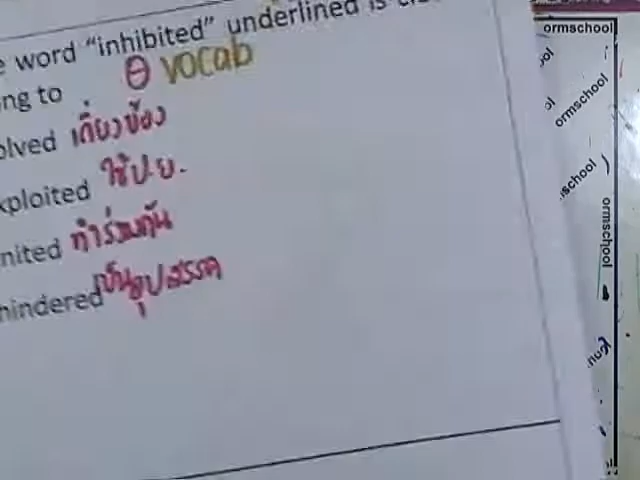 word “inhibited” underlined is
ng to Θ vocab
olved เกี่ยวข้อง
xploited ใช้ป.ย.
nited ทำร่วมกัน
hindered เป็นอุปสรรค
ormschool
ormschool
school
ormschool